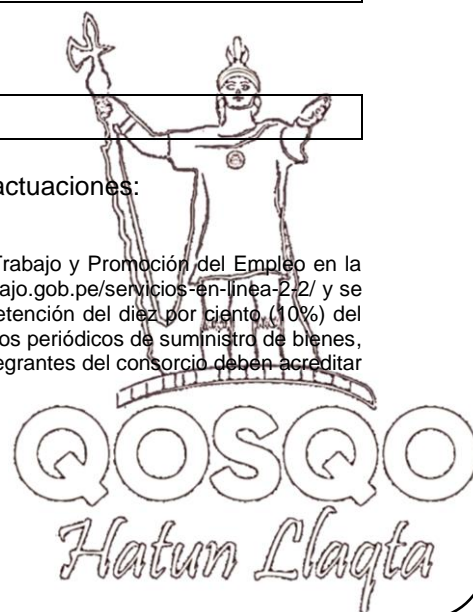 actuaciones:
Trabajo y Promoción del Empleo en la
ajo.gob.pe/servicios-en-linea-2-2/ y se
etención del diez por ciento (10%) del
os periódicos de suministro de bienes,
egrantes del consorcio deben acreditar
QOSQO
Hatun Llaqta